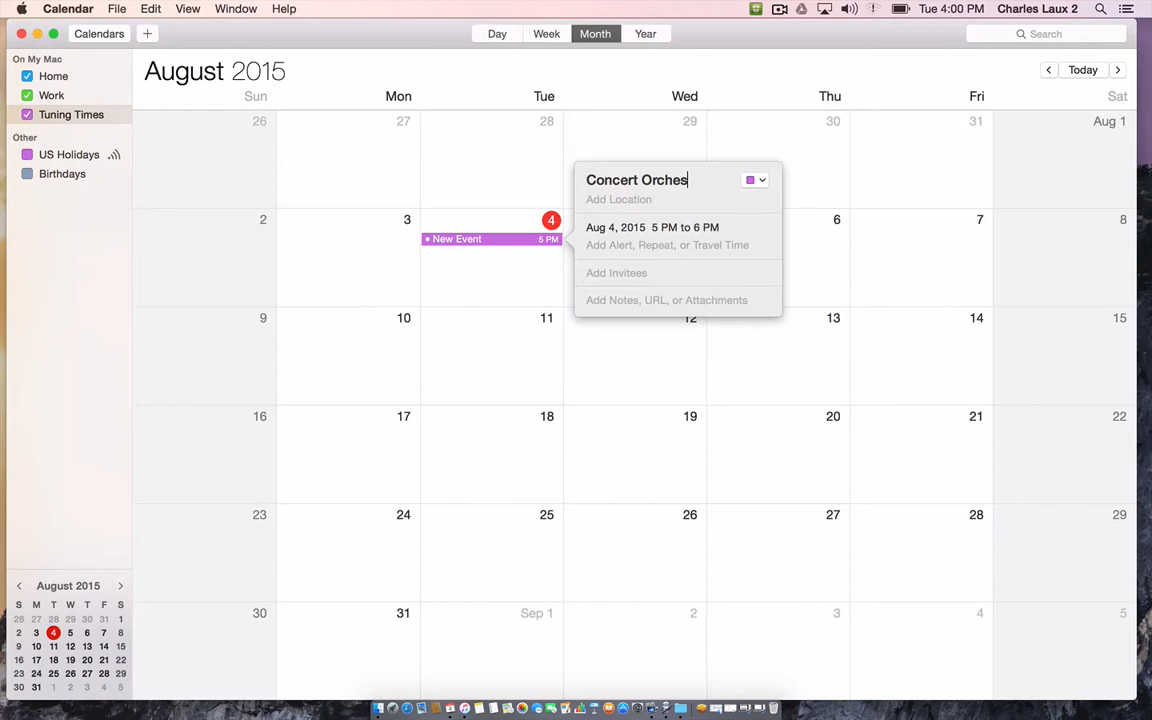 Calendar File Edit View Window Help Tue 4:00 PM Charles Laux 2
Calendars + Day Week Month Year Search
On My Mac
Home
Work
Tuning Times
Other
US Holidays
Birthdays
August 2015
Today
Sun Mon Tue Wed Thu Fri Sat
26 27 28 29 30 31 Aug 1
Concert Orches
Add Location
Aug 4, 2015 5 PM to 6 PM
Add Alert, Repeat, or Travel Time
Add Invitees
Add Notes, URL, or Attachments
2 3 4 6 7 8
New Event 5 PM
9 10 11 12 13 14 15
16 17 18 19 20 21 22
23 24 25 26 27 28 29
30 31 Sep 1 2 3 4 5
August 2015
S M T W T F S
26 27 28 29 30 31 1
2 3 4 5 6 7 8
9 10 11 12 13 14 15
16 17 18 19 20 21 22
23 24 25 26 27 28 29
30 31 1 2 3 4 5